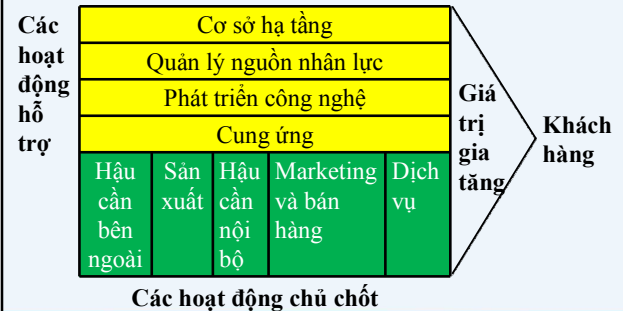 Các
hoạt
động
hỗ
trợ
Cơ sở hạ tầng
Quản lý nguồn nhân lực
Phát triển công nghệ
Cung ứng
Hậu
cần
bên
ngoài
Sản
xuất
Hậu
cần
nội
bộ
Marketing
và bán
hàng
Dịch
vụ
Giá
trị
gia
tăng
Khách
hàng
Các hoạt động chủ chốt